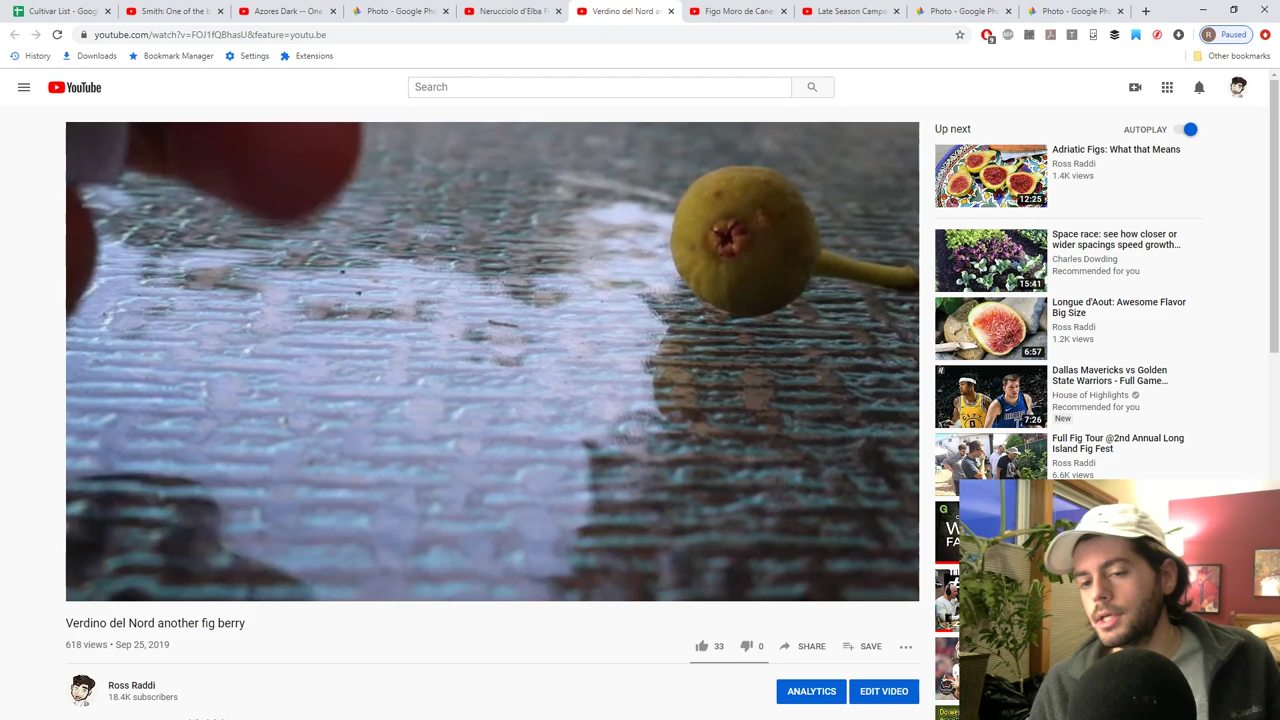 Cultivar List - Goog
Smith: One of the b
Azores Dark -- One
Photo - Google Pho
Nerucciolo d'Elba F
Verdino del Nord a
Figo Moro de Cane
Late Season Campa
Photo - Google Pho
Photo - Google Pho
youtube.com/watch?v=FOJ1fQBhasU&feature=youtu.be
R Paused
History
Downloads
Bookmark Manager
Settings
Extensions
Other bookmarks
YouTube
Search
Up next
AUTOPLAY
Adriatic Figs: What that Means
Ross Raddi
1.4K views
12:25
Space race: see how closer or
wider spacings speed growth...
Charles Dowding
Recommended for you
15:41
Longue d'Aout: Awesome Flavor
Big Size
Ross Raddi
1.2K views
6:57
Dallas Mavericks vs Golden
State Warriors - Full Game...
House of Highlights
Recommended for you
New
7:26
Full Fig Tour @2nd Annual Long
Island Fig Fest
Ross Raddi
6.6K views
Verdino del Nord another fig berry
618 views • Sep 25, 2019
33
0
SHARE
SAVE
Ross Raddi
18.4K subscribers
ANALYTICS
EDIT VIDEO